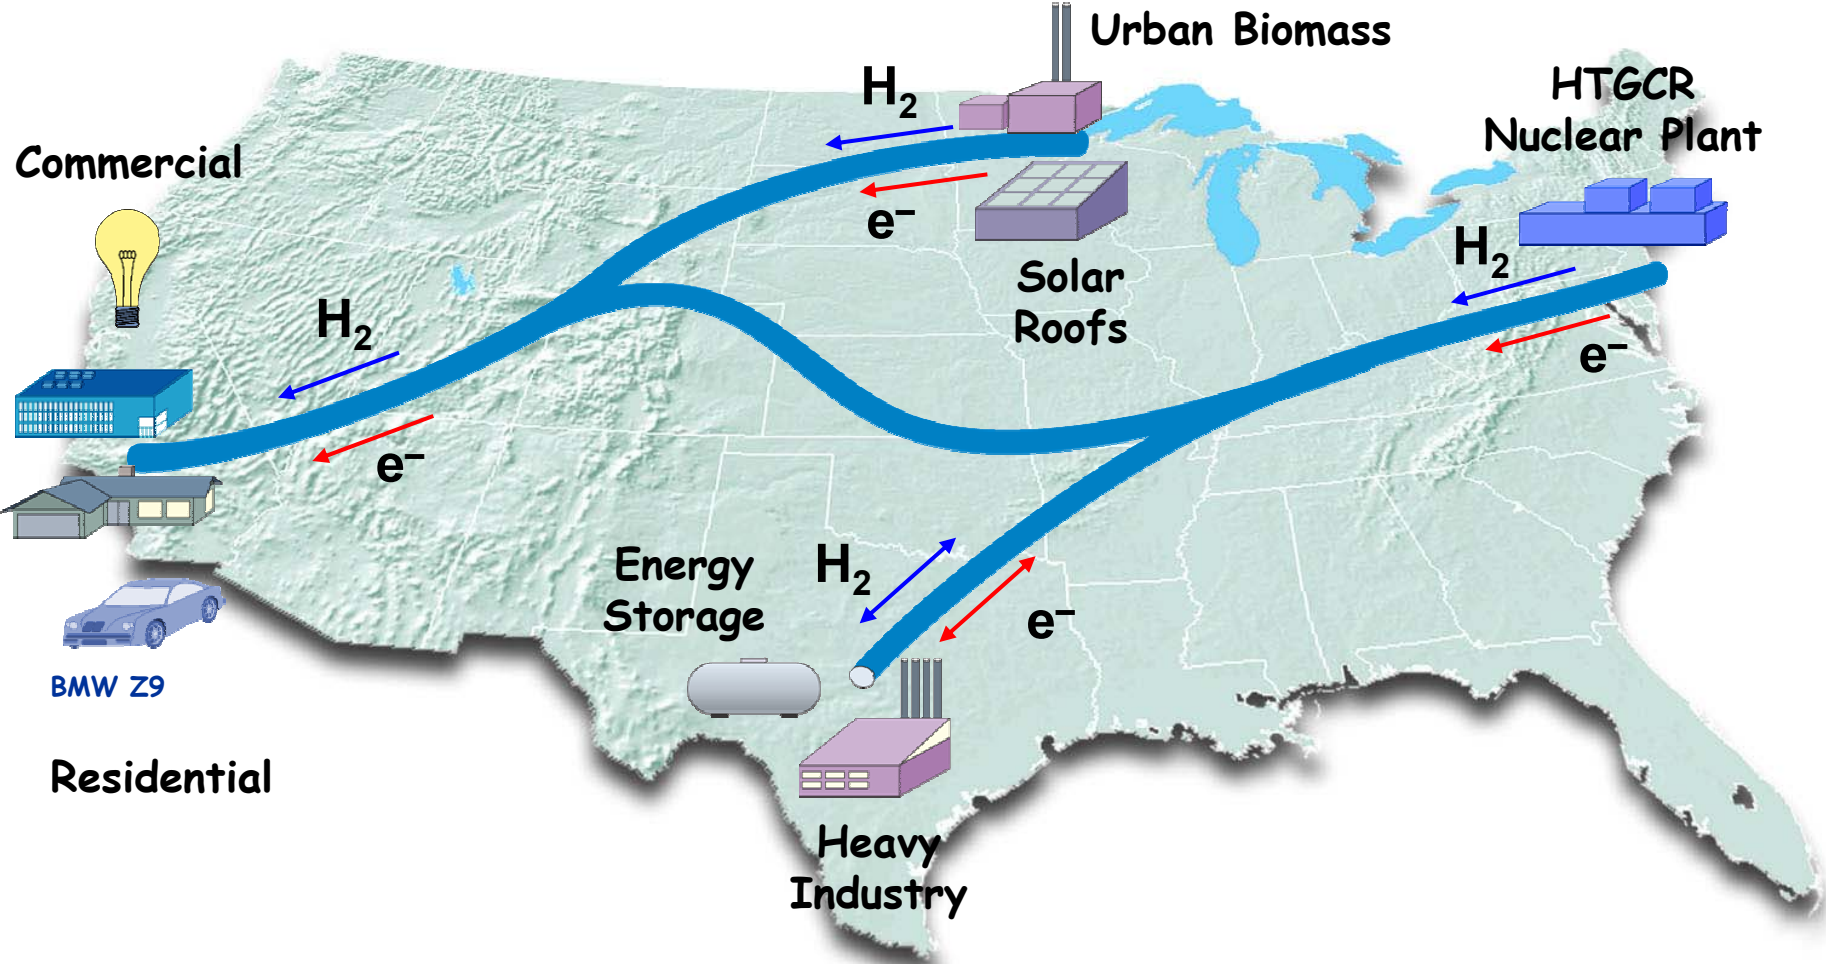 Urban Biomass
H₂
HTGCR
Nuclear Plant
Commercial
e⁻
H₂
Solar
Roofs
H₂
e⁻
e⁻
Energy
Storage
H₂
e⁻
BMW Z9
Residential
Heavy
Industry